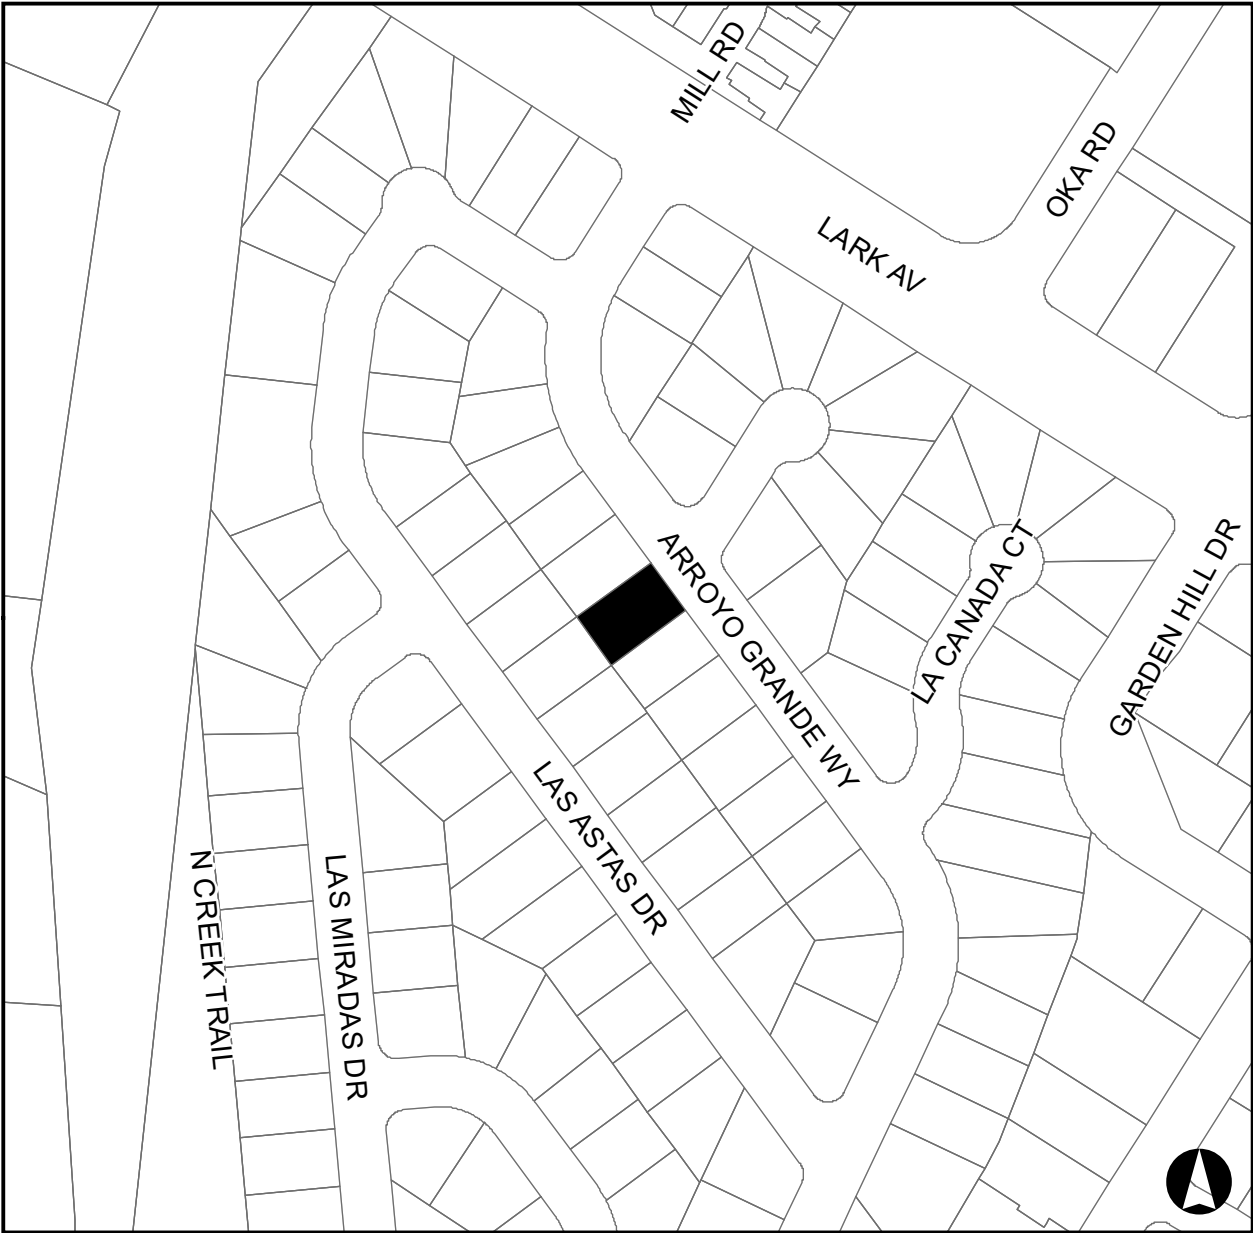 MILL RD
OKA RD
LARK AV
ARROYO GRANDE WY
LA CANADA CT
GARDEN HILL DR
LAS ASTAS DR
LAS MIRADAS DR
N CREEK TRAIL